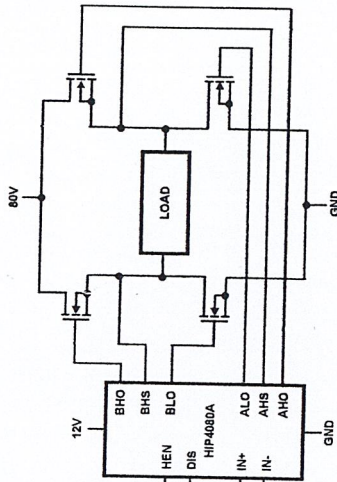 80V
LOAD
GND
12V
BHO
BHS
BLO
ALO
AHS
AHO
HIP4080A
HEN
DIS
IN+
IN-
GND